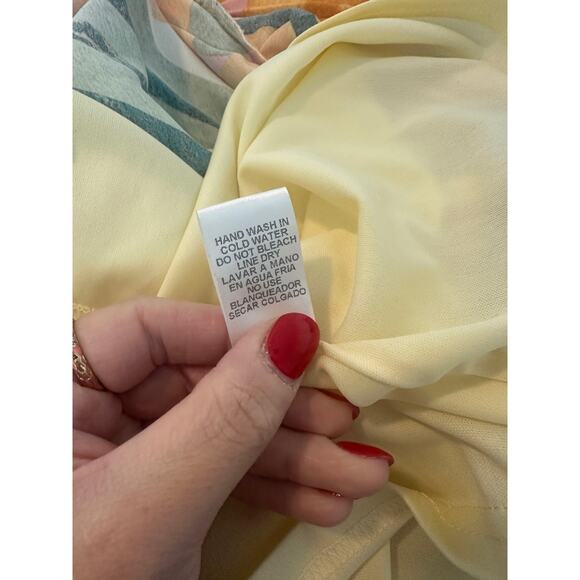 HAND WASH IN
COLD WATER
DO NOT BLEACH
LINE DRY
LAVAR A MANO
EN AGUA FRIA
NO USE
BLANQUEADOR
SECAR COLGADO